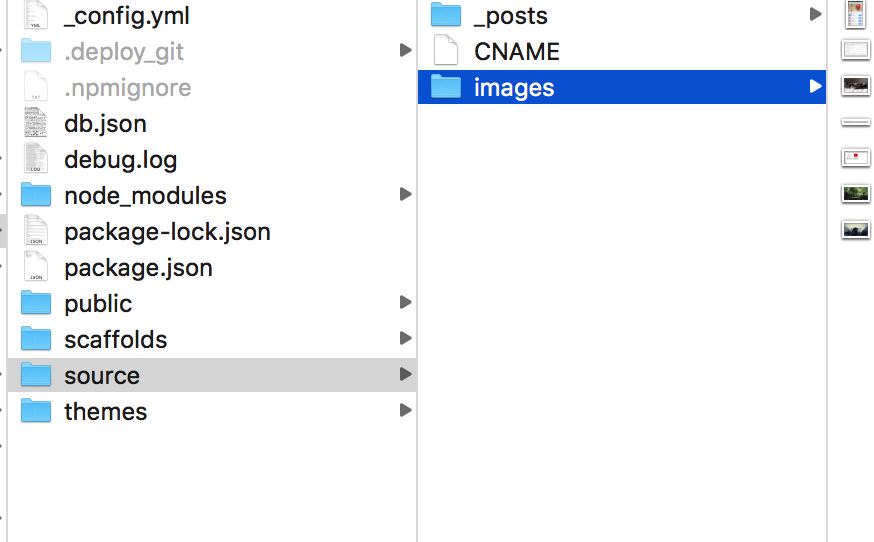 _config.yml
.deploy_git
.npmignore
db.json
debug.log
node_modules
package-lock.json
package.json
public
scaffolds
source
themes
_posts
CNAME
images